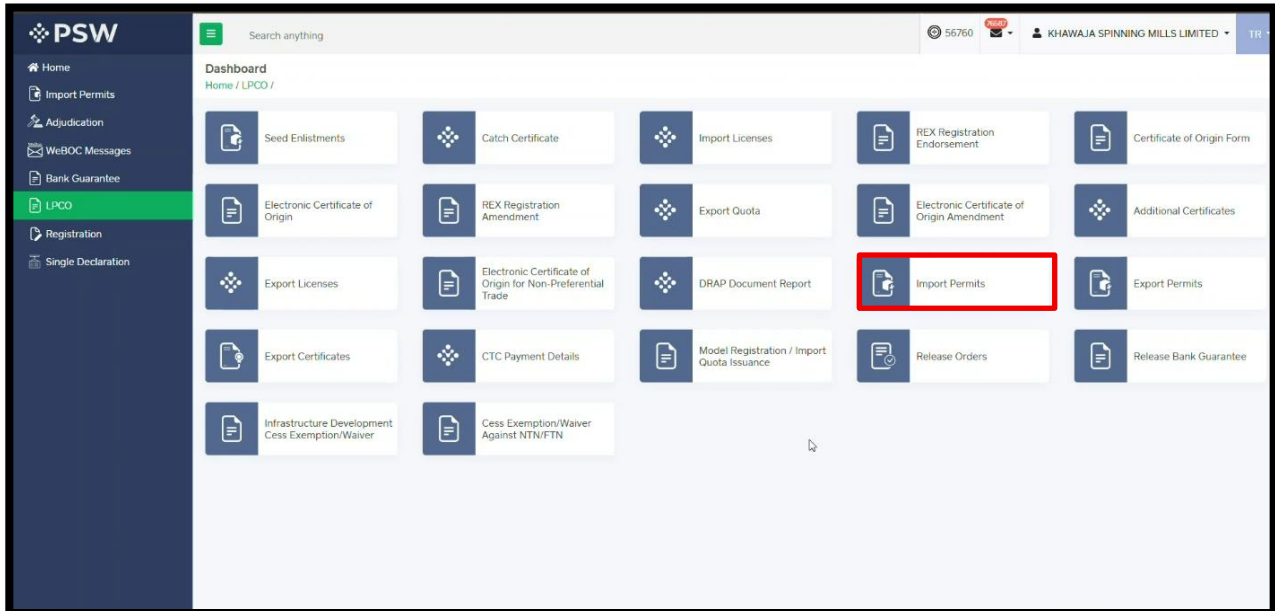 PSW
Search anything
56760
76587
KHAWAJA SPINNING MILLS LIMITED
TR
Home
Import Permits
Adjudication
WeBOC Messages
Bank Guarantee
LPCO
Registration
Single Declaration
Dashboard
Home / LPCO /
Seed Enlistments
Catch Certificate
Import Licenses
REX Registration
Endorsement
Certificate of Origin Form
Electronic Certificate of
Origin
REX Registration
Amendment
Export Quota
Electronic Certificate of
Origin Amendment
Additional Certificates
Export Licenses
Electronic Certificate of
Origin for Non-Preferential
Trade
DRAP Document Report
Import Permits
Export Permits
Export Certificates
CTC Payment Details
Model Registration / Import
Quota Issuance
Release Orders
Release Bank Guarantee
Infrastructure Development
Cess Exemption/Waiver
Cess Exemption/Waiver
Against NTN/FTN